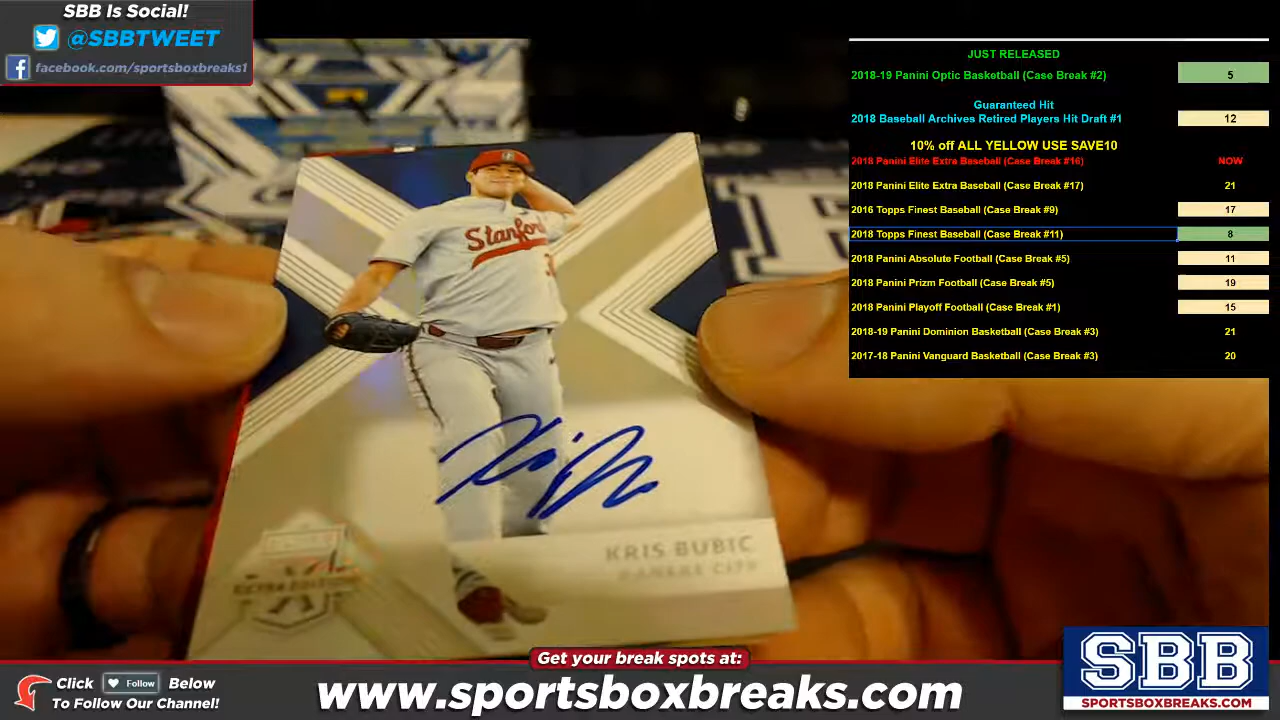 SBB Is Social!
@SBBTWEET
facebook.com/sportsboxbreaks1
JUST RELEASED
2018-19 Panini Optic Basketball (Case Break #2) 5
Guaranteed Hit
2018 Baseball Archives Retired Players Hit Draft #1 12
10% off ALL YELLOW USE SAVE10
2018 Panini Elite Extra Baseball (Case Break #16) NOW
2018 Panini Elite Extra Baseball (Case Break #17) 21
2016 Topps Finest Baseball (Case Break #9) 17
2018 Topps Finest Baseball (Case Break #11) 8
2018 Panini Absolute Football (Case Break #5) 11
2018 Panini Prizm Football (Case Break #5) 19
2018 Panini Playoff Football (Case Break #1) 15
2018-19 Panini Dominion Basketball (Case Break #3) 21
2017-18 Panini Vanguard Basketball (Case Break #3) 20
Stanford
KRIS BUBIC
KANSAS CITY
EXTRA EDITION
Get your break spots at:
www.sportsboxbreaks.com
Click Follow Below
To Follow Our Channel!
SBB
SPORTSBOXBREAKS.COM